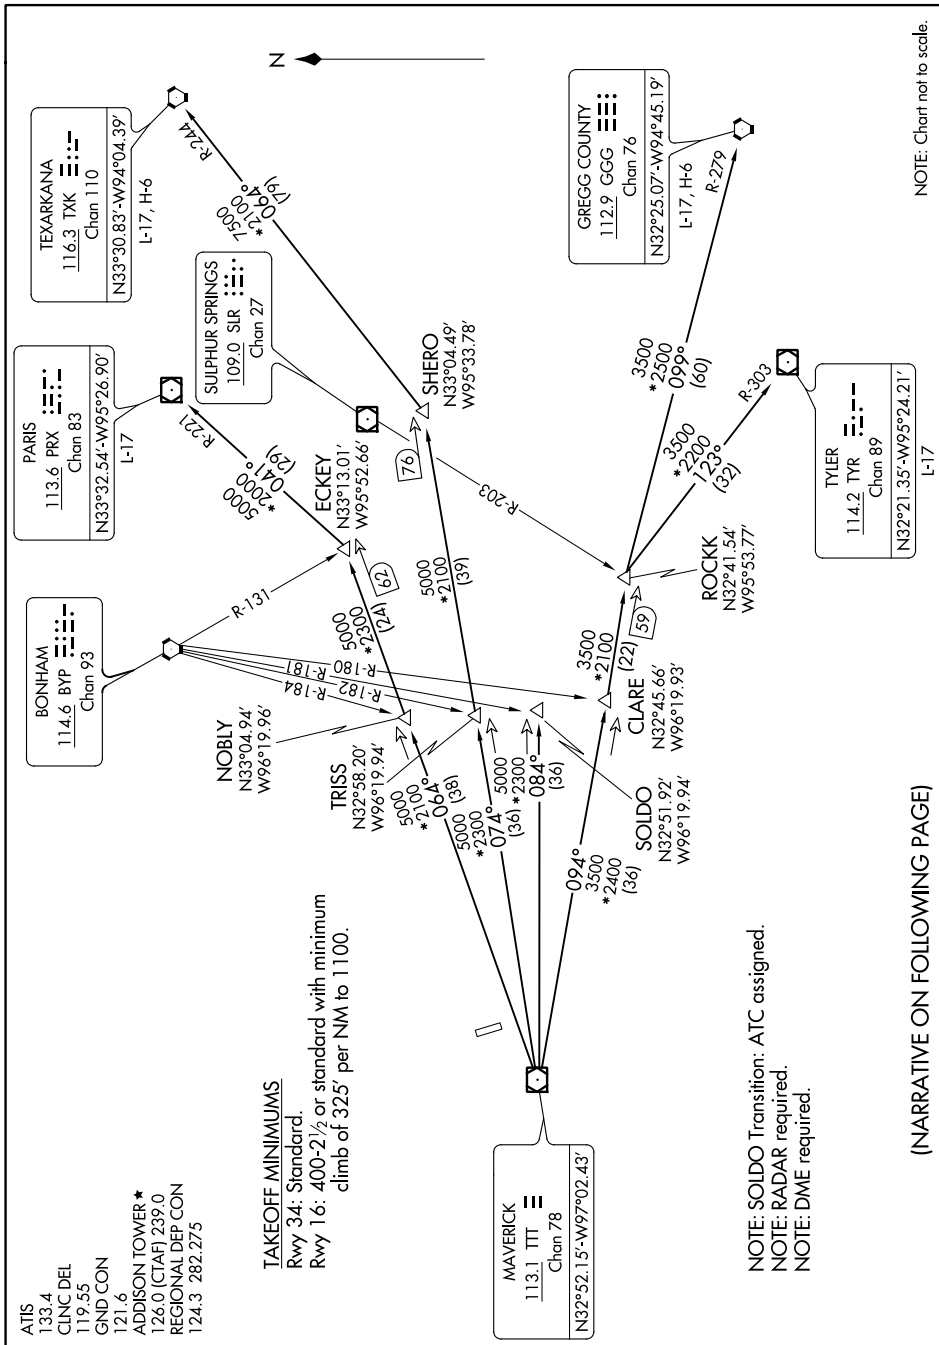 ATIS
133.4
CLNC DEL
119.55
GND CON
121.6
ADDISON TOWER★
126.0 (CTAF) 239.0
REGIONAL DEP CON
124.3 282.275
TAKEOFF MINIMUMS
Rwy 34: Standard.
Rwy 16: 400-2½ or standard with minimum
climb of 325' per NM to 1100.
BONHAM
114.6 BYP
Chan 93
PARIS
113.6 PRX
Chan 83
N33°32.54'-W95°26.90'
L-17
TEXARKANA
116.3 TXK
Chan 110
N33°30.83'-W94°04.39'
L-17, H-6
SULPHUR SPRINGS
109.0 SLR
Chan 27
N
R-244
7500
*2100
064°
(79)
R-221
5000
*2000
041°
(29)
R-131
R-180
R-181
R-182
R-184
ECKEY
N33°13.01'
W95°52.66'
62
5000
*2300
(24)
NOBLY
N33°04.94'
W96°19.96'
SHERO
N33°04.49'
W95°33.78'
76
5000
*2100
(39)
R-203
TRISS
N32°58.20'
W96°19.94'
5000
*2100
064°
(38)
5000
*2300
074°
(36)
5000
*2300
084°
(36)
SOLDO
N32°51.92'
W96°19.94'
094°
3500
*2400
(36)
CLARE
N32°45.66'
W96°19.93'
3500
*2100
(22)
59
ROCKK
N32°41.54'
W95°53.77'
3500
*2500
099°
(60)
R-279
3500
*2200
123°
(32)
R-303
GREGG COUNTY
112.9 GGG
Chan 76
N32°25.07'-W94°45.19'
L-17, H-6
TYLER
114.2 TYR
Chan 89
N32°21.35'-W95°24.21'
L-17
MAVERICK
113.1 TTT
Chan 78
N32°52.15'-W97°02.43'
NOTE: SOLDO Transition: ATC assigned.
NOTE: RADAR required.
NOTE: DME required.
NOTE: Chart not to scale.
(NARRATIVE ON FOLLOWING PAGE)